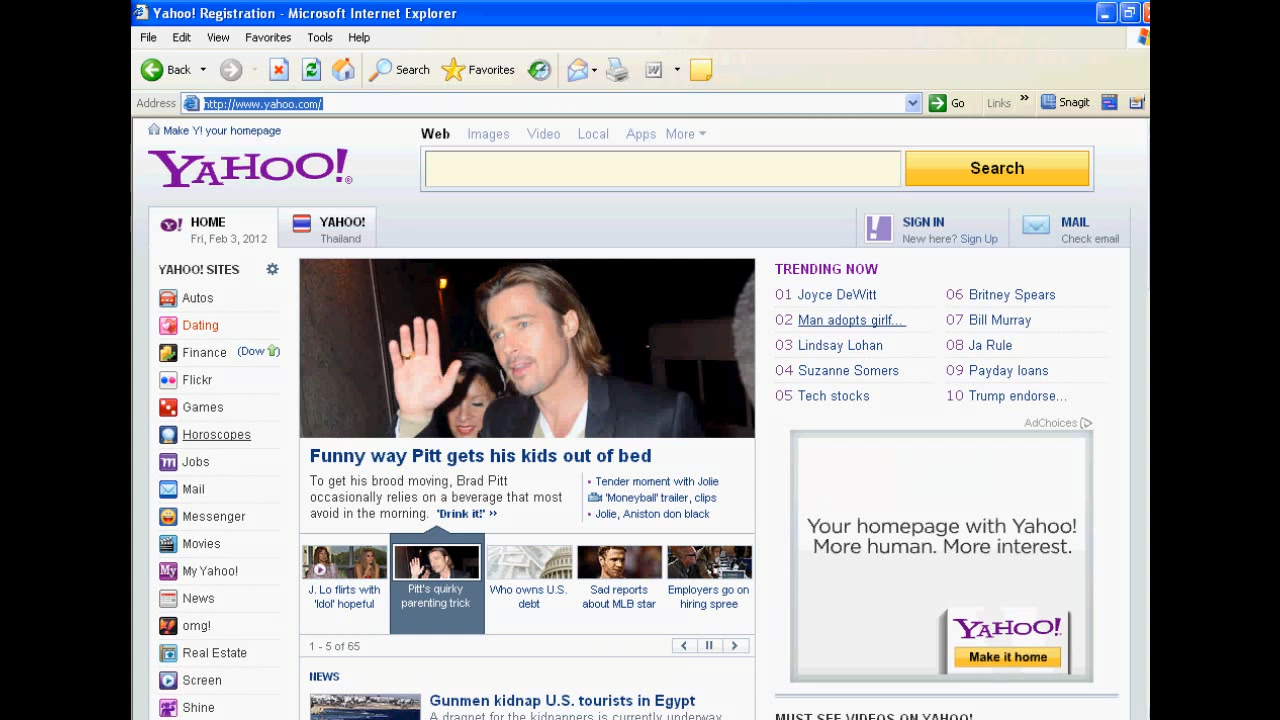 Yahoo! Registration - Microsoft Internet Explorer
File Edit View Favorites Tools Help
Back Search Favorites
Address http://www.yahoo.com/ Go Links » Snagit
Make Y! your homepage
Web Images Video Local Apps More
YAHOO!®
Search
Y! HOME
Fri, Feb 3, 2012
YAHOO!
Thailand
SIGN IN
New here? Sign Up
MAIL
Check email
YAHOO! SITES
Autos
Dating
Finance (Dow)
Flickr
Games
Horoscopes
Jobs
Mail
Messenger
Movies
My Yahoo!
News
omg!
Real Estate
Screen
Shine
Funny way Pitt gets his kids out of bed
To get his brood moving, Brad Pitt
occasionally relies on a beverage that most
avoid in the morning. 'Drink it!' »
• Tender moment with Jolie
'Moneyball' trailer, clips
• Jolie, Aniston don black
J. Lo flirts with
'Idol' hopeful
Pitt's quirky
parenting trick
Who owns U.S.
debt
Sad reports
about MLB star
Employers go on
hiring spree
1 - 5 of 65
NEWS
Gunmen kidnap U.S. tourists in Egypt
A dragnet for the kidnappers is currently underway
TRENDING NOW
01 Joyce DeWitt
02 Man adopts girlf...
03 Lindsay Lohan
04 Suzanne Somers
05 Tech stocks
06 Britney Spears
07 Bill Murray
08 Ja Rule
09 Payday loans
10 Trump endorse...
AdChoices
Your homepage with Yahoo!
More human. More interest.
YAHOO!
Make it home
MUST SEE VIDEOS ON YAHOO!